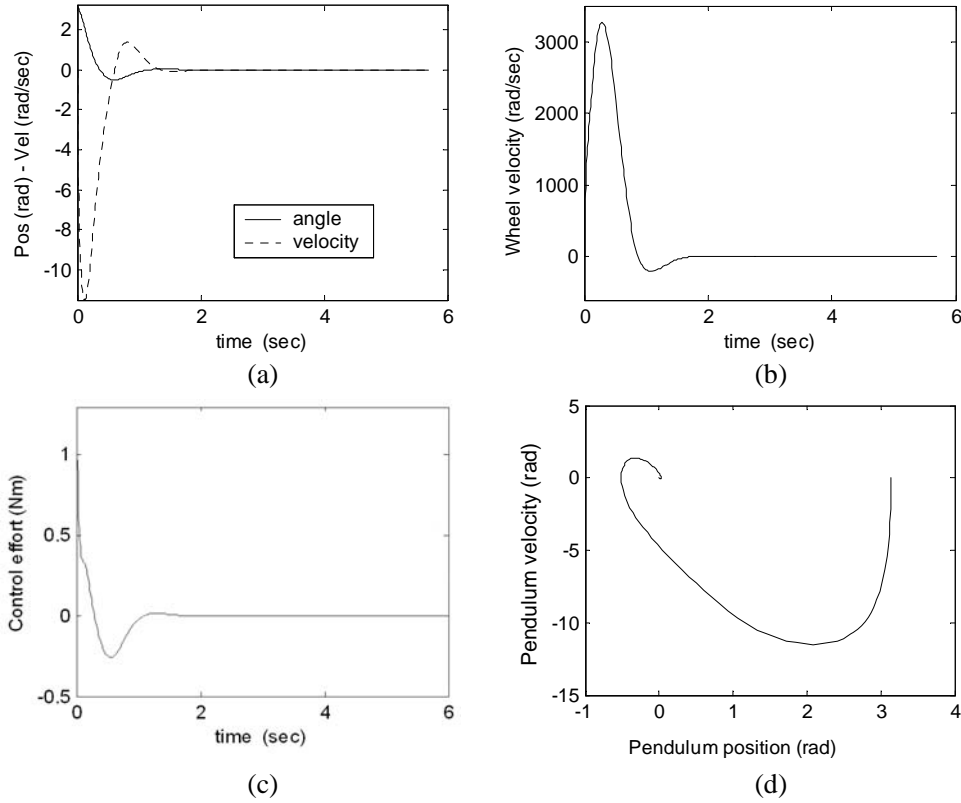 2
0
-2
-4
-6
-8
-10
Pos (rad) - Vel (rad/sec)
angle
velocity
0 2 4 6
time (sec)
(a)
3000
2000
1000
0
Wheel velocity (rad/sec)
0 2 4 6
time (sec)
(b)
1
0.5
0
-0.5
Control effort (Nm)
0 2 4 6
time (sec)
(c)
5
0
-5
-10
-15
Pendulum velocity (rad)
-1 0 1 2 3 4
Pendulum position (rad)
(d)